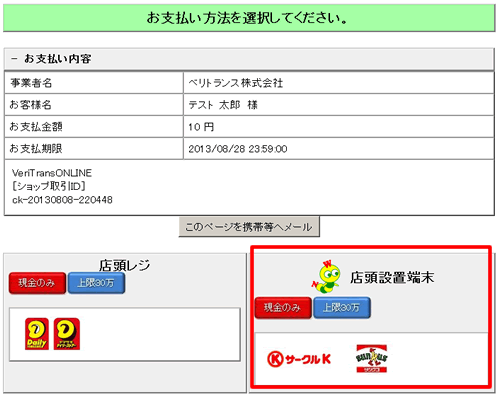 お支払い方法を選択してください。
− お支払い内容
事業者名 ベリトランス株式会社
お客様名 テスト 太郎 様
お支払金額 10 円
お支払期限 2013/08/28 23:59:00
VeriTransONLINE
[ショップ取引ID]
ck-20130808-220448
このページを携帯等へメール
店頭レジ
現金のみ 上限30万
Daily
N W
店頭設置端末
現金のみ 上限30万
K サークルK
サンクス